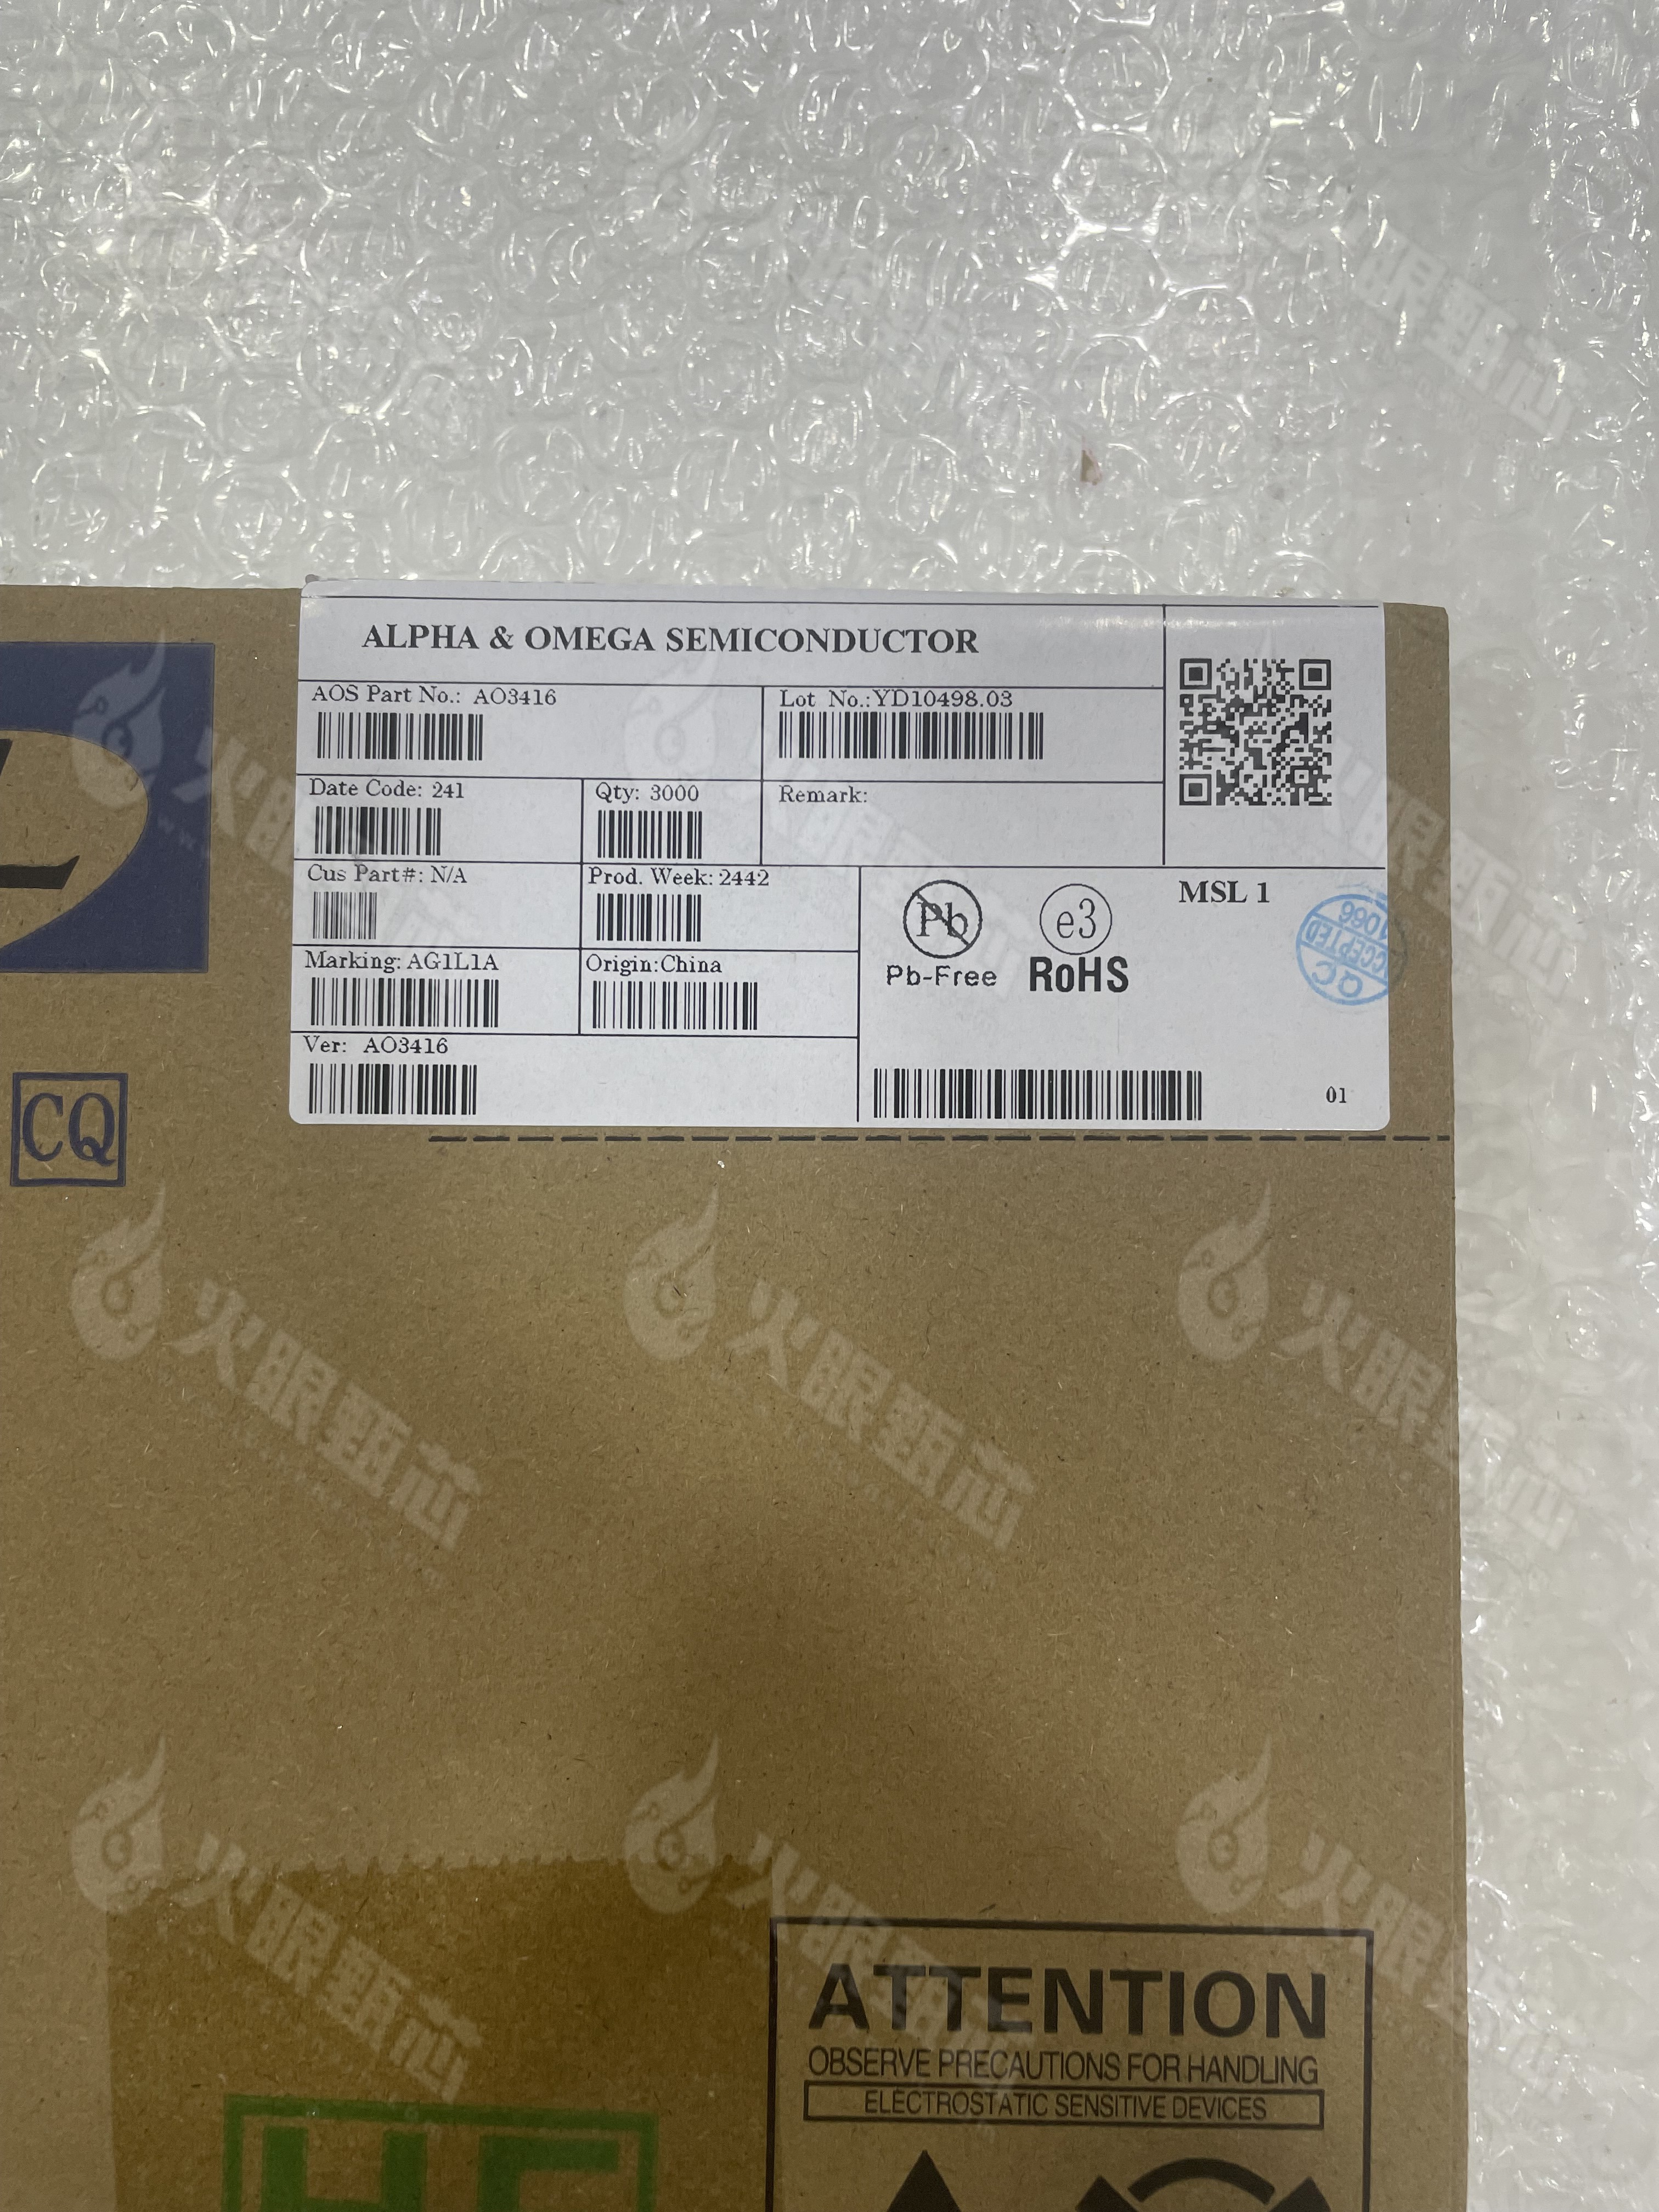 ALPHA & OMEGA SEMICONDUCTOR
AOS Part No.: AO3416
Lot No.:YD10498.03
Date Code: 241
Qty: 3000
Remark:
Cus Part#: N/A
Prod. Week: 2442
Marking: AG1L1A
Origin:China
Ver: AO3416
Pb
Pb-Free
e3
RoHS
MSL 1
QC
ACCEPTED
1066
01
CQ
火眼甄芯
ATTENTION
OBSERVE PRECAUTIONS FOR HANDLING
ELECTROSTATIC SENSITIVE DEVICES